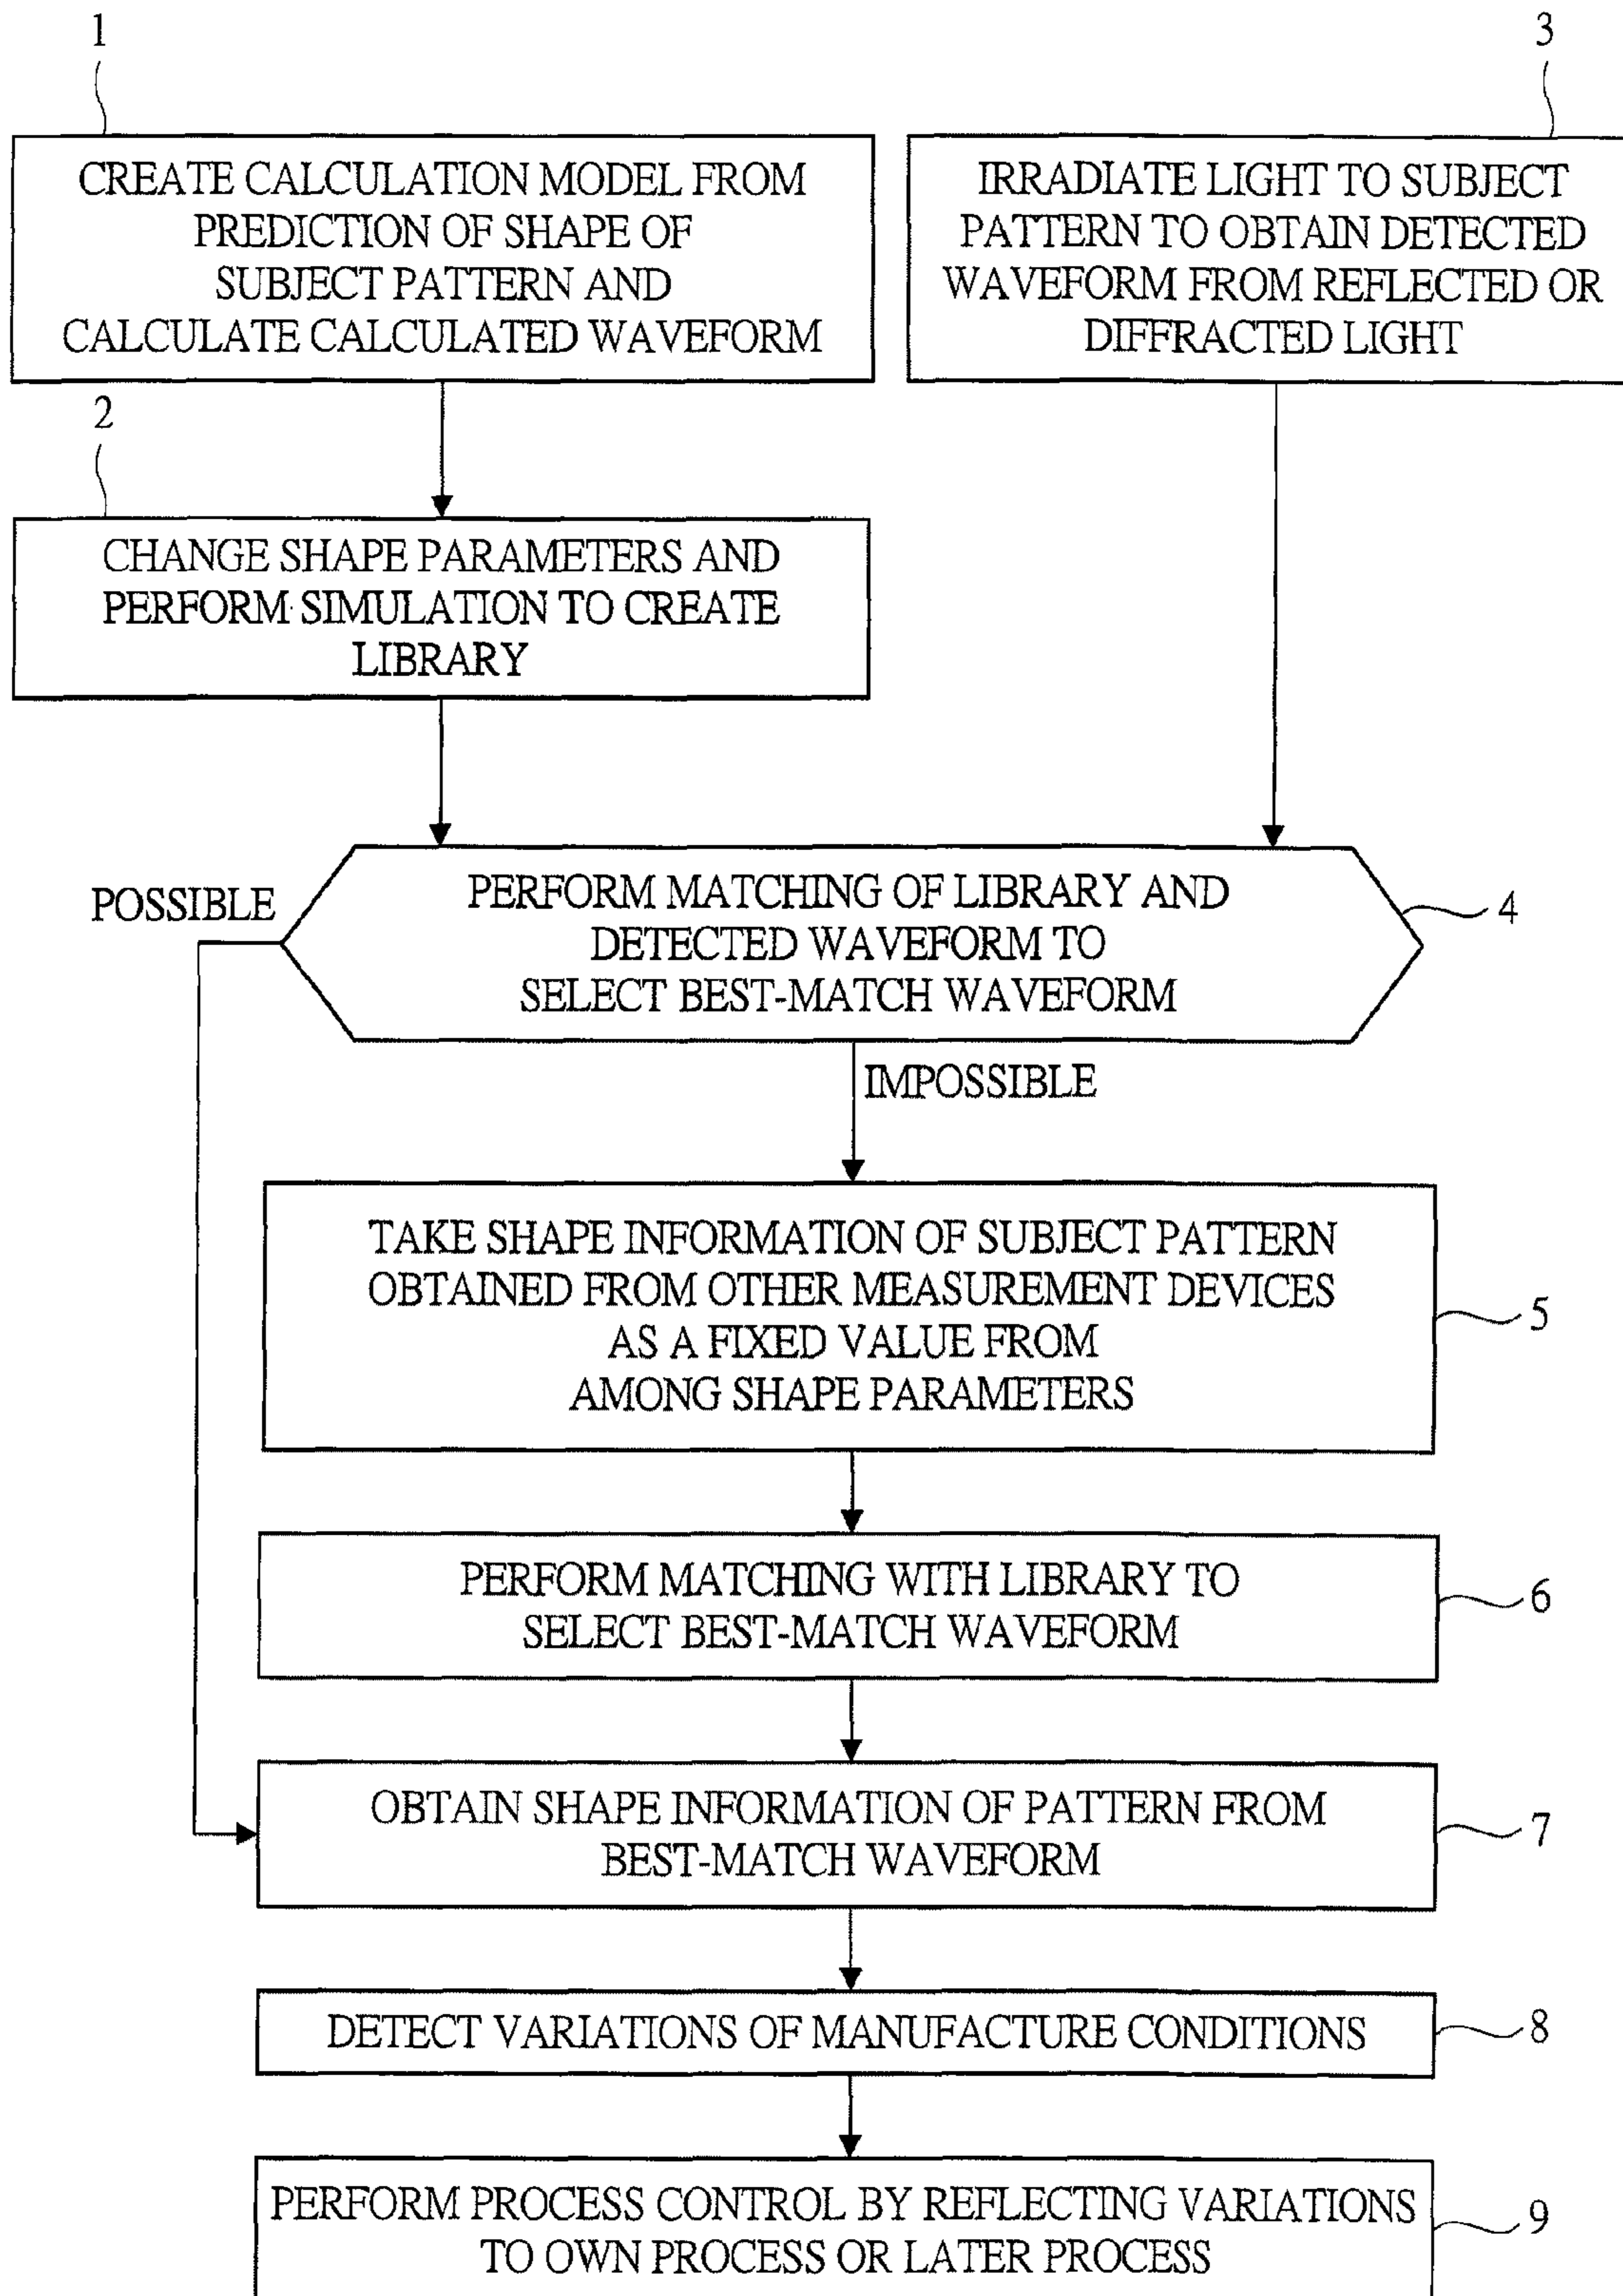 1
CREATE CALCULATION MODEL FROM
PREDICTION OF SHAPE OF
SUBJECT PATTERN AND
CALCULATE CALCULATED WAVEFORM
3
IRRADIATE LIGHT TO SUBJECT
PATTERN TO OBTAIN DETECTED
WAVEFORM FROM REFLECTED OR
DIFFRACTED LIGHT
2
CHANGE SHAPE PARAMETERS AND
PERFORM SIMULATION TO CREATE
LIBRARY
POSSIBLE
PERFORM MATCHING OF LIBRARY AND
DETECTED WAVEFORM TO
SELECT BEST-MATCH WAVEFORM
4
IMPOSSIBLE
TAKE SHAPE INFORMATION OF SUBJECT PATTERN
OBTAINED FROM OTHER MEASUREMENT DEVICES
AS A FIXED VALUE FROM
AMONG SHAPE PARAMETERS
5
PERFORM MATCHING WITH LIBRARY TO
SELECT BEST-MATCH WAVEFORM
6
OBTAIN SHAPE INFORMATION OF PATTERN FROM
BEST-MATCH WAVEFORM
7
DETECT VARIATIONS OF MANUFACTURE CONDITIONS
8
PERFORM PROCESS CONTROL BY REFLECTING VARIATIONS
TO OWN PROCESS OR LATER PROCESS
9